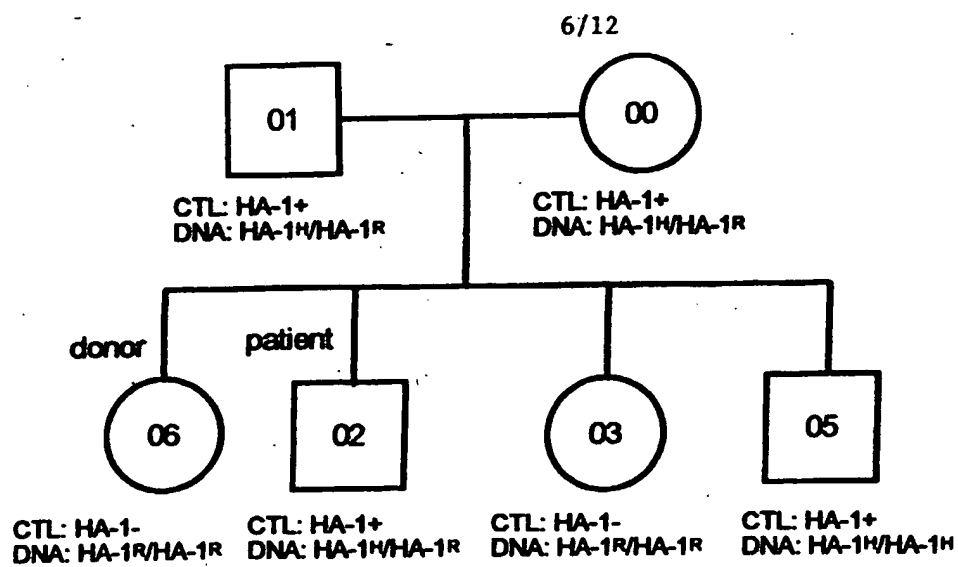 6/12
01
00
CTL: HA-1+
DNA: HA-1H/HA-1R
CTL: HA-1+
DNA: HA-1H/HA-1R
donor
patient
06
02
03
05
CTL: HA-1-
DNA: HA-1R/HA-1R
CTL: HA-1+
DNA: HA-1H/HA-1R
CTL: HA-1-
DNA: HA-1R/HA-1R
CTL: HA-1+
DNA: HA-1H/HA-1H